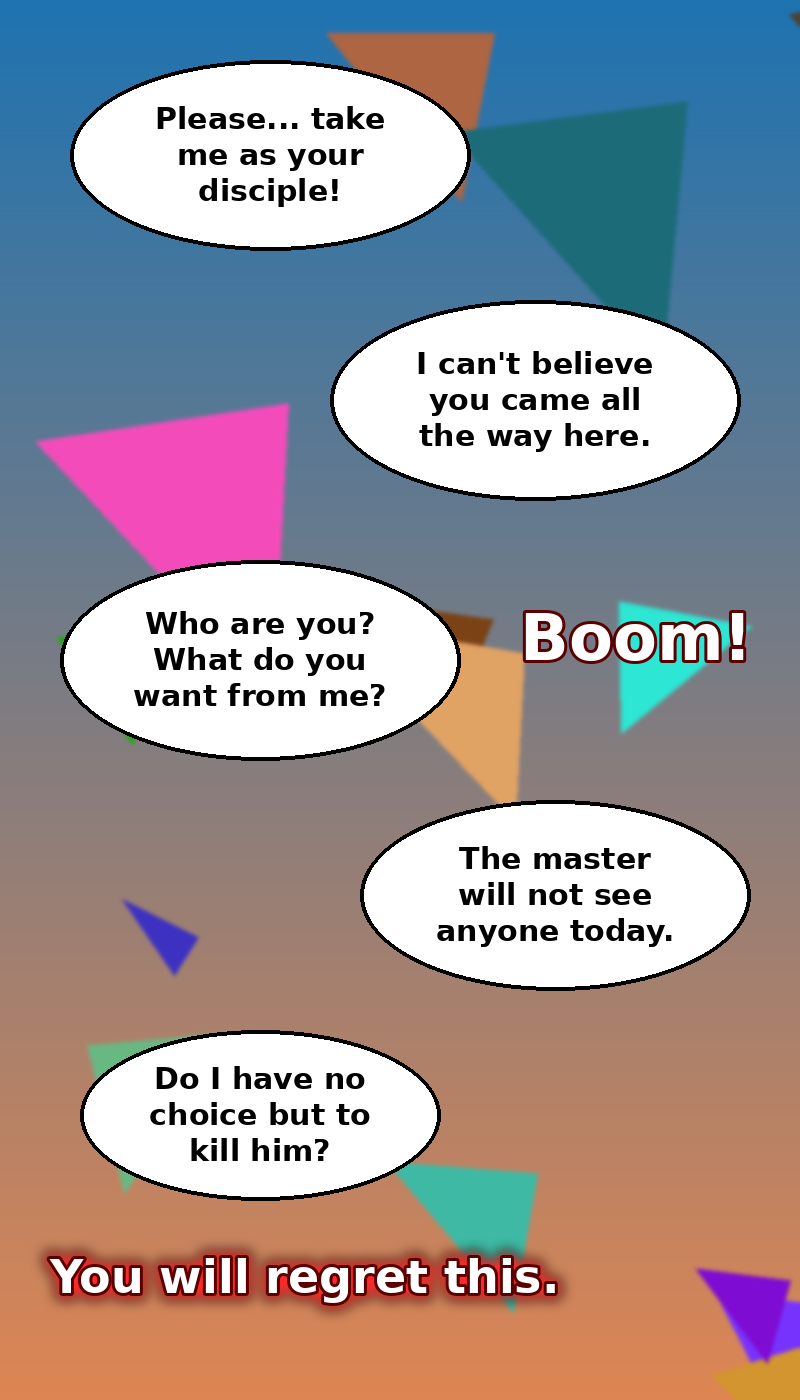 Please... take
me as your
disciple!
I can't believe
you came all
the way here.
Who are you?
What do you
want from me?
Boom!
The master
will not see
anyone today.
Do I have no
choice but to
kill him?
You will regret this.